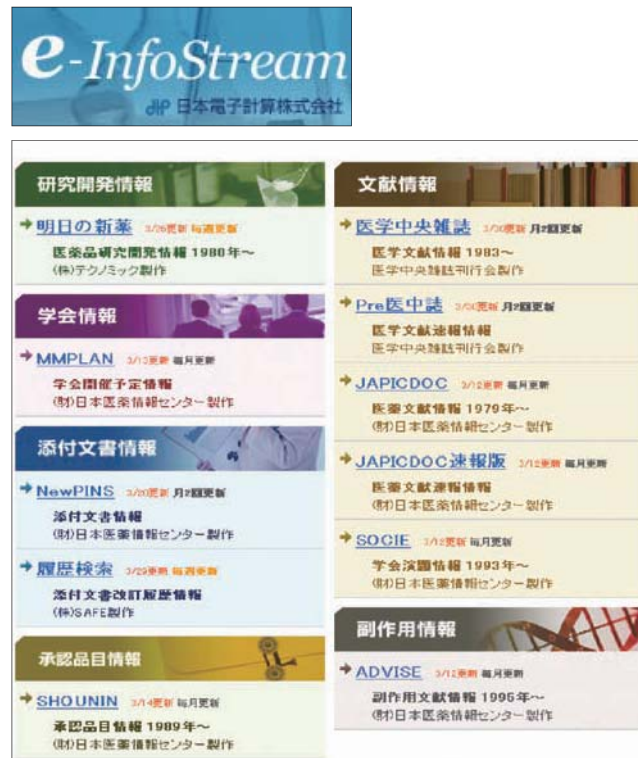 e-InfoStream
JIP 日本電子計算株式会社
研究開発情報
明日の新薬 3/26更新 毎週更新
医薬品研究開発情報 1980年～
(株)テクノミック製作
学会情報
MMPLAN 3/13更新 毎月更新
学会開催予定情報
(財)日本医薬情報センター製作
添付文書情報
NewPINS 3/20更新 月2回更新
添付文書情報
(財)日本医薬情報センター製作
履歴検索 3/29更新 毎週更新
添付文書改訂履歴情報
(株)SAFE製作
承認品目情報
SHOUNIN 3/14更新 毎月更新
承認品目情報 1989年～
(財)日本医薬情報センター製作
文献情報
医学中央雑誌 3/30更新 月2回更新
医学文献情報 1983～
医学中央雑誌刊行会製作
Pre医中誌 3/30更新 月2回更新
医学文献速報情報
医学中央雑誌刊行会製作
JAPICDOC 3/12更新 毎月更新
医薬文献情報 1979年～
(財)日本医薬情報センター製作
JAPICDOC速報版 3/12更新 毎月更新
医薬文献速報情報
(財)日本医薬情報センター製作
SOCIE 3/12更新 毎月更新
学会演題情報 1993年～
(財)日本医薬情報センター製作
副作用情報
ADVISE 3/12更新 毎月更新
副作用文献情報 1995年～
(財)日本医薬情報センター製作